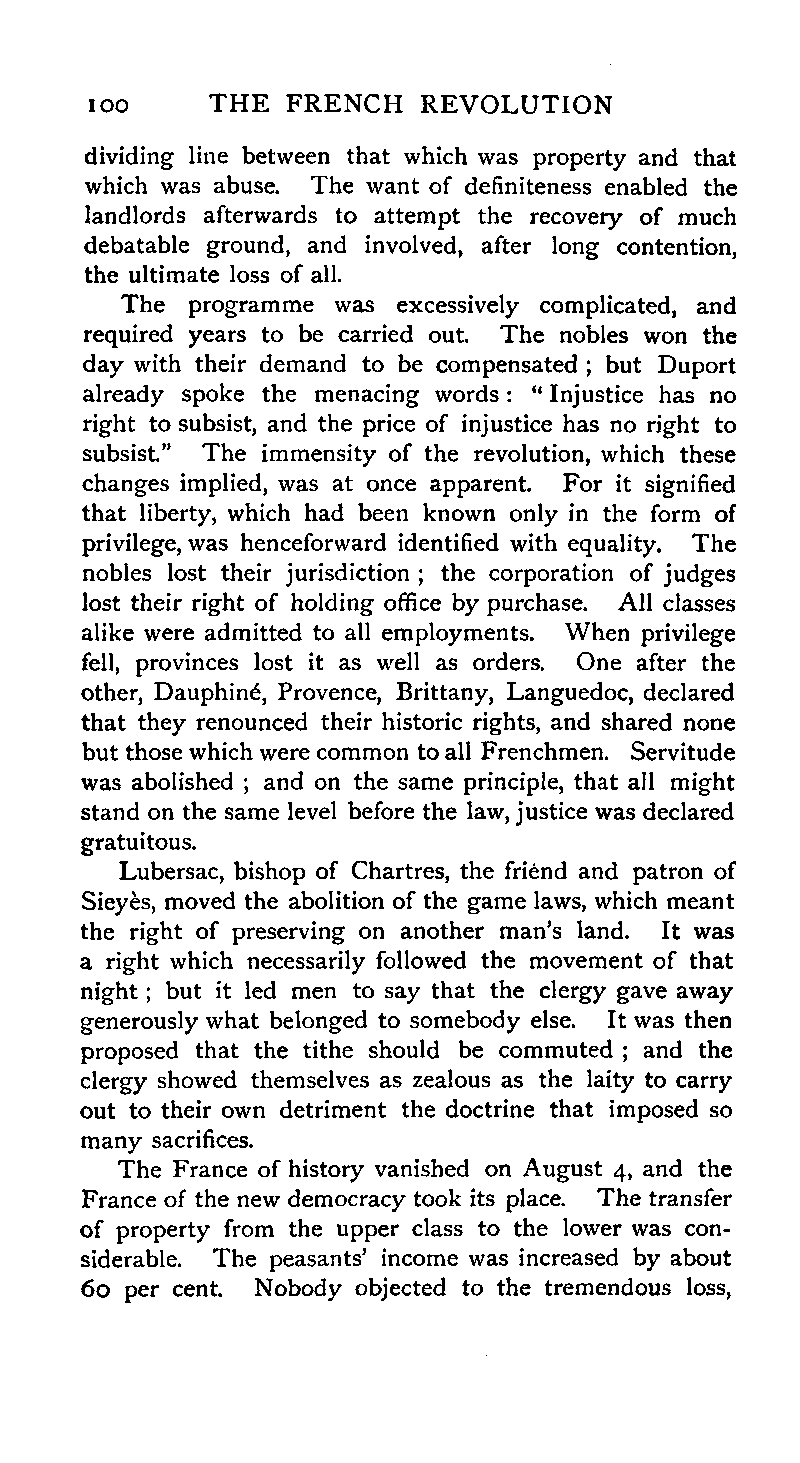 100 THE FRENCH REVOLUTION
dividing line between that which was property and that
which was abuse. The want of definiteness enabled the
landlords afterwards to attempt the recovery of much
debatable ground, and involved, after long contention,
the ultimate loss of all.
The programme was excessively complicated, and
required years to be carried out. The nobles won the
day with their demand to be compensated ; but Duport
already spoke the menacing words : “ Injustice has no
right to subsist, and the price of injustice has no right to
subsist.” The immensity of the revolution, which these
changes implied, was at once apparent. For it signified
that liberty, which had been known only in the form of
privilege, was henceforward identified with equality. The
nobles lost their jurisdiction ; the corporation of judges
lost their right of holding office by purchase. All classes
alike were admitted to all employments. When privilege
fell, provinces lost it as well as orders. One after the
other, Dauphiné, Provence, Brittany, Languedoc, declared
that they renounced their historic rights, and shared none
but those which were common to all Frenchmen. Servitude
was abolished ; and on the same principle, that all might
stand on the same level before the law, justice was declared
gratuitous.
Lubersac, bishop of Chartres, the friénd and patron of
Sieyès, moved the abolition of the game laws, which meant
the right of preserving on another man's land. It was
a right which necessarily followed the movement of that
night ; but it led men to say that the clergy gave away
generously what belonged to somebody else. It was then
proposed that the tithe should be commuted ; and the
clergy showed themselves as zealous as the laity to carry
out to their own detriment the doctrine that imposed so
many sacrifices.
The France of history vanished on August 4, and the
France of the new democracy took its place. The transfer
of property from the upper class to the lower was con-
siderable. The peasants' income was increased by about
60 per cent. Nobody objected to the tremendous loss,